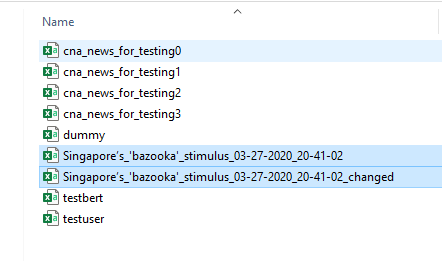 Name
cna_news_for_testing0
cna_news_for_testing1
cna_news_for_testing2
cna_news_for_testing3
dummy
Singapore's_'bazooka'_stimulus_03-27-2020_20-41-02
Singapore's_'bazooka'_stimulus_03-27-2020_20-41-02_changed
testbert
testuser